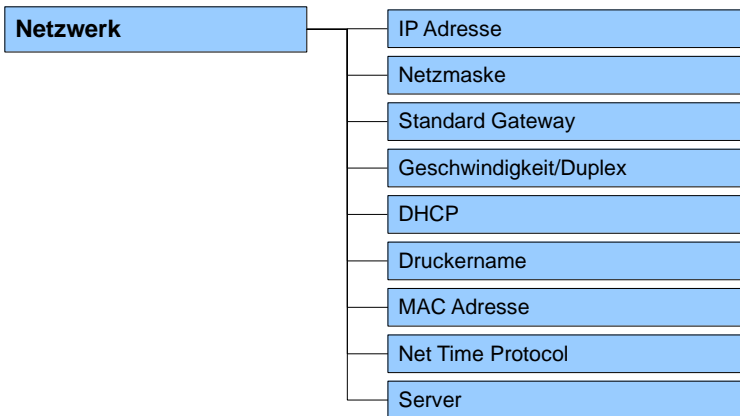 Netzwerk
IP Adresse
Netzmaske
Standard Gateway
Geschwindigkeit/Duplex
DHCP
Druckername
MAC Adresse
Net Time Protocol
Server